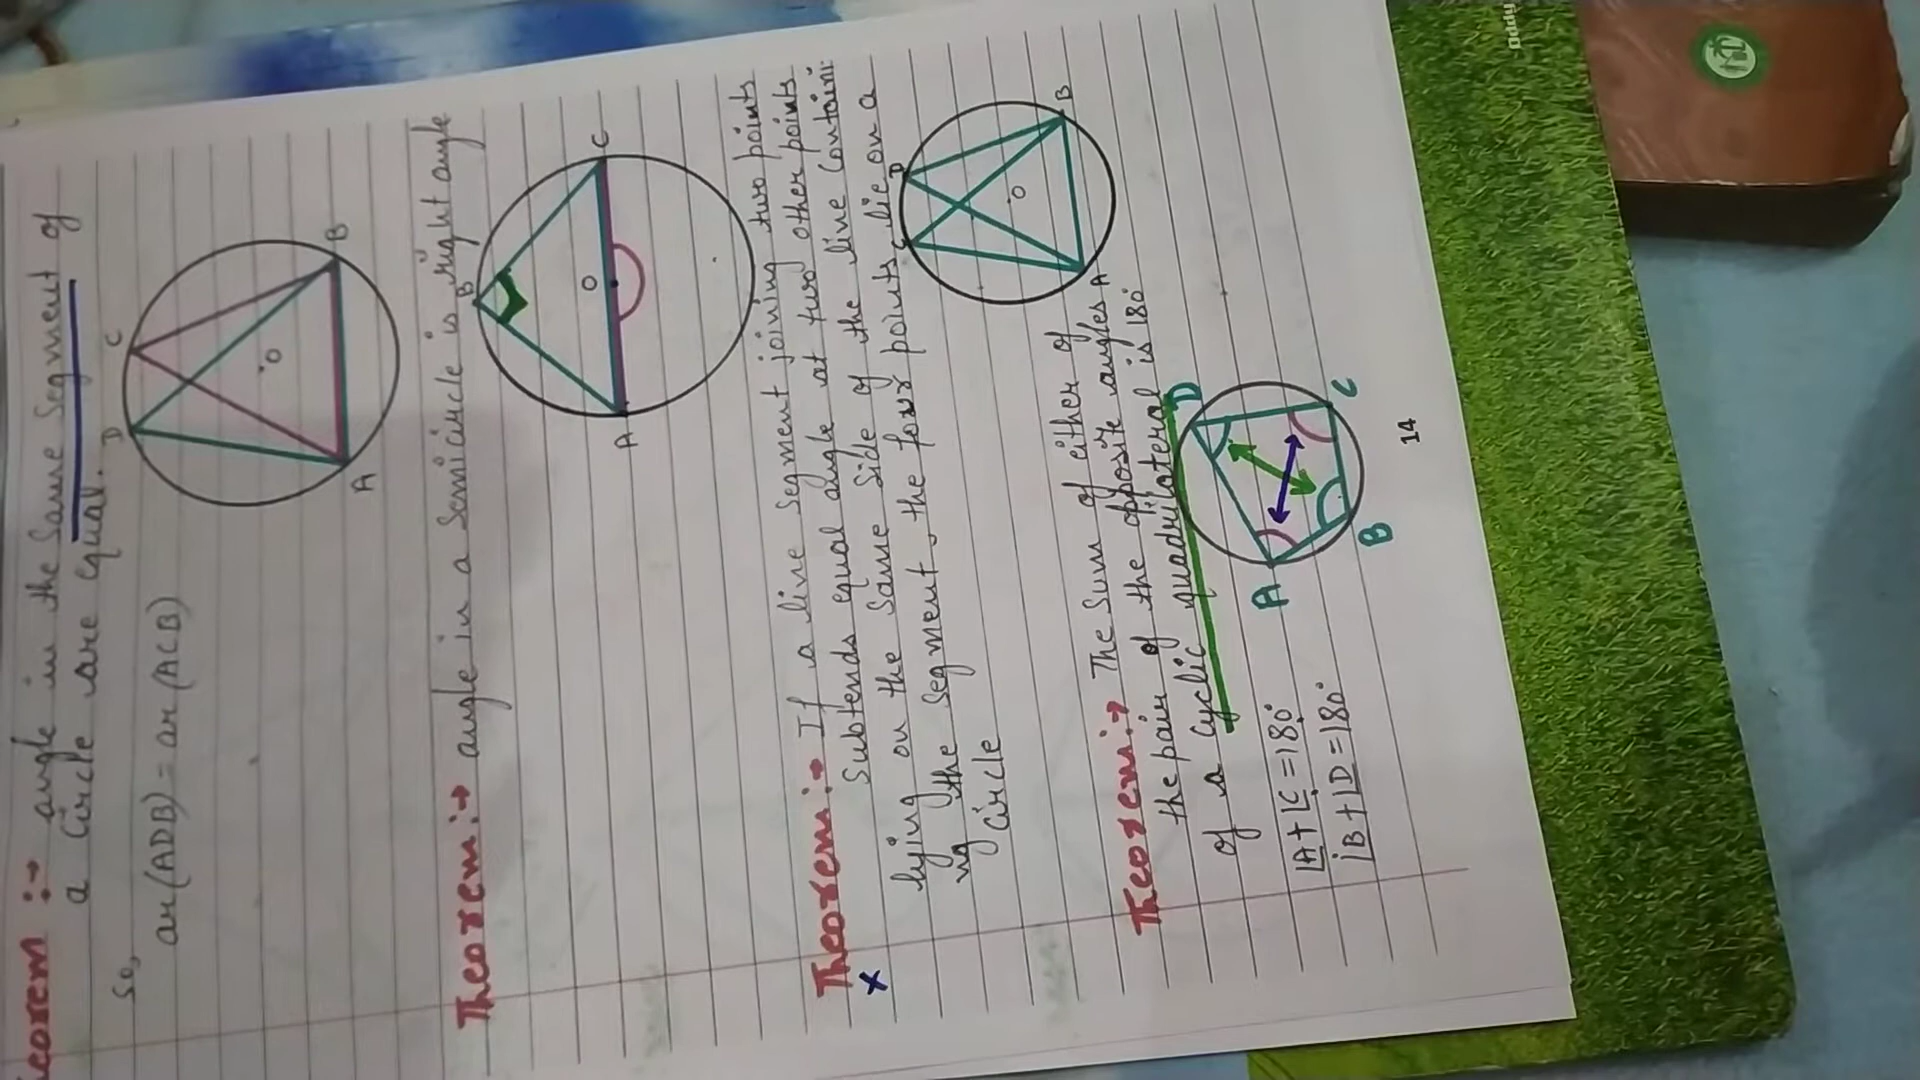 Theorem :→ angle in the same segment of
a circle are equal.
So,
ar (ADB) = ar (ACB)
D
C
B
A
O
Theorem:→ angle in a semicircle is right angle
B
C
O
A
Theorem:→ If a line segment joining two points
x
subtends equal angle at two other points
lying on the same side of the line containi
ng the segment, the four points lie on a
circle
C
D
B
O
A
Theorem:→ The sum of either of
the pair of the opposite angles
of a cyclic quadrilateral is 180°
∠A+∠C=180°
∠B+∠D=180°
D
C
A
B
14